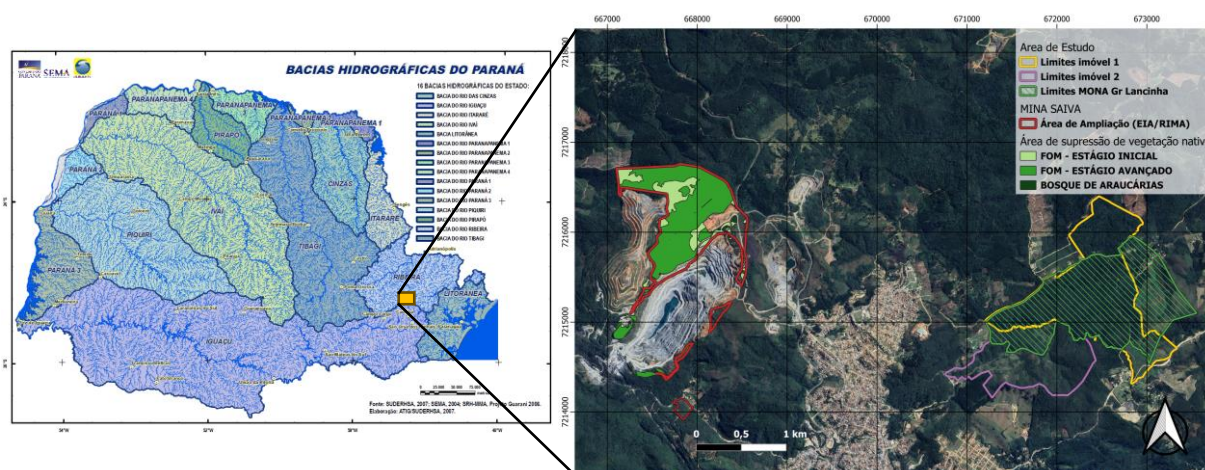 PARANÁ SEMA
BACIAS HIDROGRÁFICAS DO PARANÁ
16 BACIAS HIDROGRÁFICAS DO ESTADO:
BACIA DO RIO DAS CINZAS
BACIA DO RIO IGUAÇU
BACIA DO RIO ITARARÉ
BACIA DO RIO IVAÍ
BACIA LITORÂNEA
BACIA DO RIO PARANAPANEMA 1
BACIA DO RIO PARANAPANEMA 2
BACIA DO RIO PARANAPANEMA 3
BACIA DO RIO PARANAPANEMA 4
BACIA DO RIO PARANÁ 1
BACIA DO RIO PARANÁ 2
BACIA DO RIO PARANÁ 3
BACIA DO RIO PIQUIRI
BACIA DO RIO PIRAPÓ
BACIA DO RIO RIBEIRA
BACIA DO RIO TIBAGI
PARANAPANEMA 4
PARANAPANEMA
PARANAPANEMA
PARANAPANEMA 1
PARANÁ
PIRAPÓ
PARANÁ 2
CINZAS
ITARARÉ
IVAÍ
PIQUIRI
TIBAGI
PARANÁ 3
RIBEIRA
LITORÂNEA
IGUAÇU
Fonte: SUDERHSA, 2007; SEMA, 2004; SRH-MMA, Projeto Guarani 2006.
Elaboração: ATIG/SUDERHSA, 2007.
667000 668000 669000 670000 671000 672000 673000
7217000
7216000
7215000
7214000
Área de Estudo
Limites imóvel 1
Limites imóvel 2
Limites MONA Gr Lancinha
MINA SAIVA
Área de Ampliação (EIA/RIMA)
Área de supressão de vegetação nativ
FOM - ESTÁGIO INICIAL
FOM - ESTÁGIO AVANÇADO
BOSQUE DE ARAUCÁRIAS
0 0,5 1 km